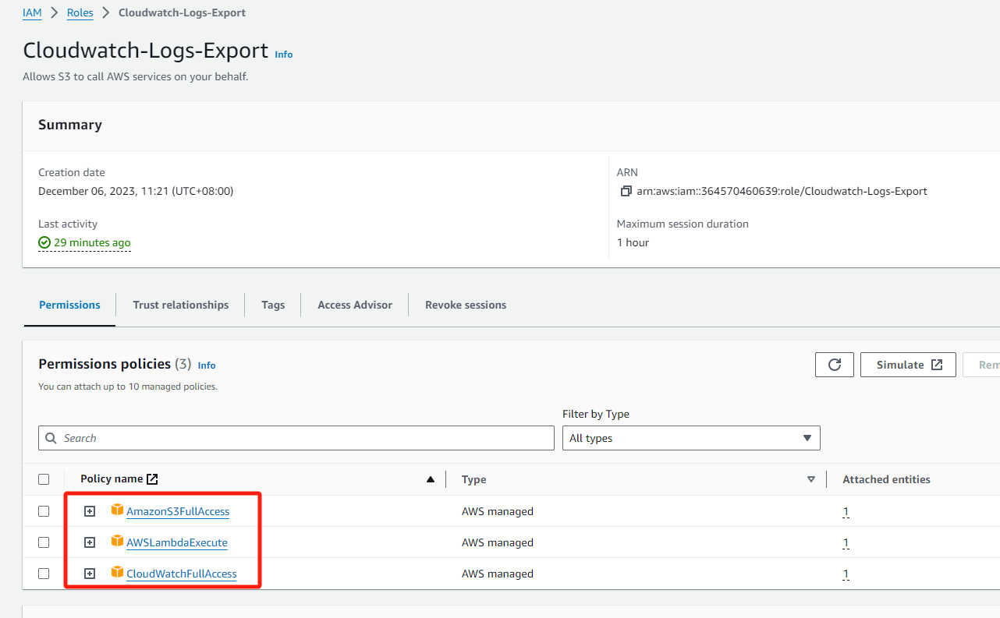 IAM > Roles > Cloudwatch-Logs-Export
Cloudwatch-Logs-Export Info
Allows S3 to call AWS services on your behalf.
Summary
Creation date
December 06, 2023, 11:21 (UTC+08:00)
ARN
arn:aws:iam::364570460639:role/Cloudwatch-Logs-Export
Last activity
29 minutes ago
Maximum session duration
1 hour
Permissions Trust relationships Tags Access Advisor Revoke sessions
Permissions policies (3) Info
You can attach up to 10 managed policies.
Simulate Rem
Filter by Type
Search All types
Policy name Type Attached entities
AmazonS3FullAccess AWS managed 1
AWSLambdaExecute AWS managed 1
CloudWatchFullAccess AWS managed 1